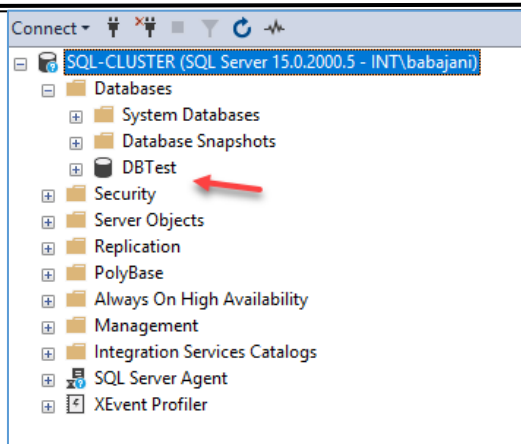 Connect
SQL-CLUSTER (SQL Server 15.0.2000.5 - INT\babajani)
Databases
System Databases
Database Snapshots
DBTest
Security
Server Objects
Replication
PolyBase
Always On High Availability
Management
Integration Services Catalogs
SQL Server Agent
XEvent Profiler